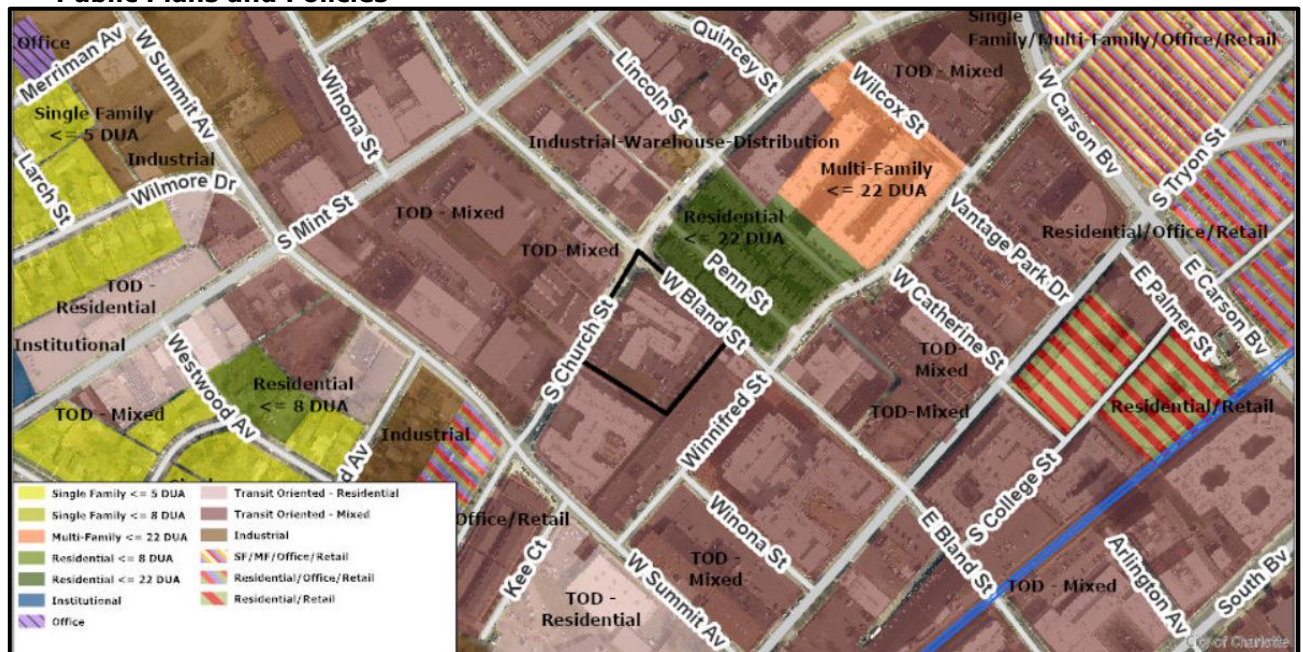 Public Plans and Policies
Office
Merriman Av
W Summit Av
Single Family
<= 5 DUA
Larch St
Industrial
Wilmore Dr
Winona St
Lincoln St
Quincey St
Industrial-Warehouse-Distribution
TOD - Mixed
Wilcox St
Single
Family/Multi-Family/Office/Retail
W Carson Bv
S Tryon St
Multi-Family
<= 22 DUA
S Mint St
TOD - Mixed
TOD-Mixed
Residential
<= 22 DUA
Penn St
Vantage Park Dr
Residential/Office/Retail
E Palmer St
E Carson Bv
TOD -
Residential
Institutional
Westwood Av
Residential
<= 8 DUA
TOD - Mixed
Industrial
S Church St
W Bland St
Winnifred St
W Catherine St
TOD-
Mixed
TOD-Mixed
Residential/Retail
S College St
d Av
Office/Retail
Kee Ct
TOD -
Residential
W Summit Av
Winona St
TOD -
Mixed
E Bland St
TOD - Mixed
Arlington Av
South Bv
Single Family <= 5 DUA
Single Family <= 8 DUA
Multi-Family <= 22 DUA
Residential <= 8 DUA
Residential <= 22 DUA
Institutional
Office
Transit Oriented - Residential
Transit Oriented - Mixed
Industrial
SF/MF/Office/Retail
Residential/Office/Retail
Residential/Retail
City of Charlotte